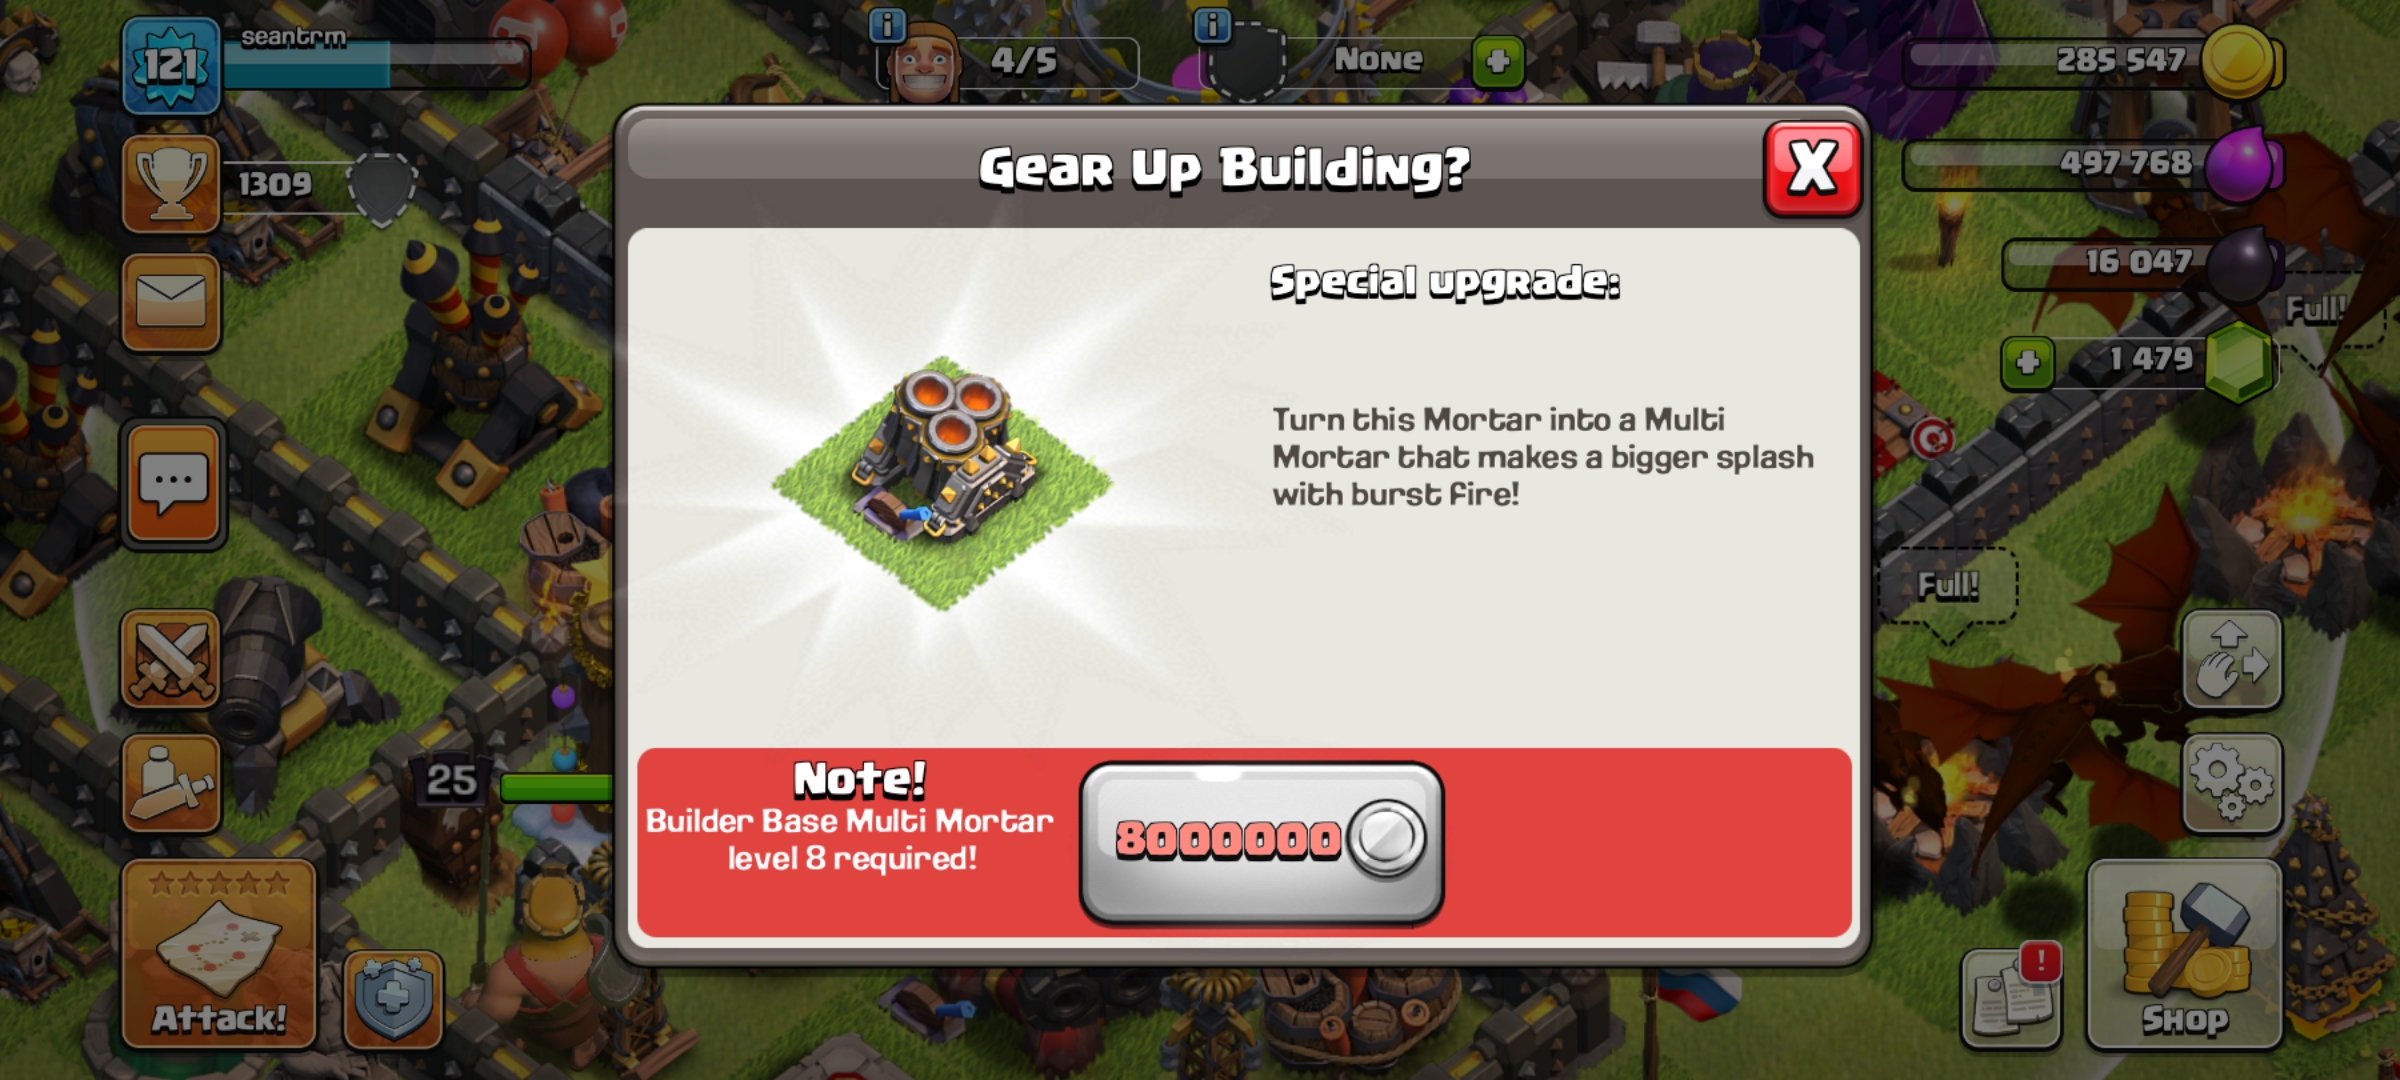 121
seantrm
4/5
None
285 547
1309
497 768
16 047
1 479
Full!
Gear Up Building?
X
Special upgrade:
Turn this Mortar into a Multi
Mortar that makes a bigger splash
with burst fire!
Full!
25
Note!
Builder Base Multi Mortar
level 8 required!
8000000
Attack!
!
Shop